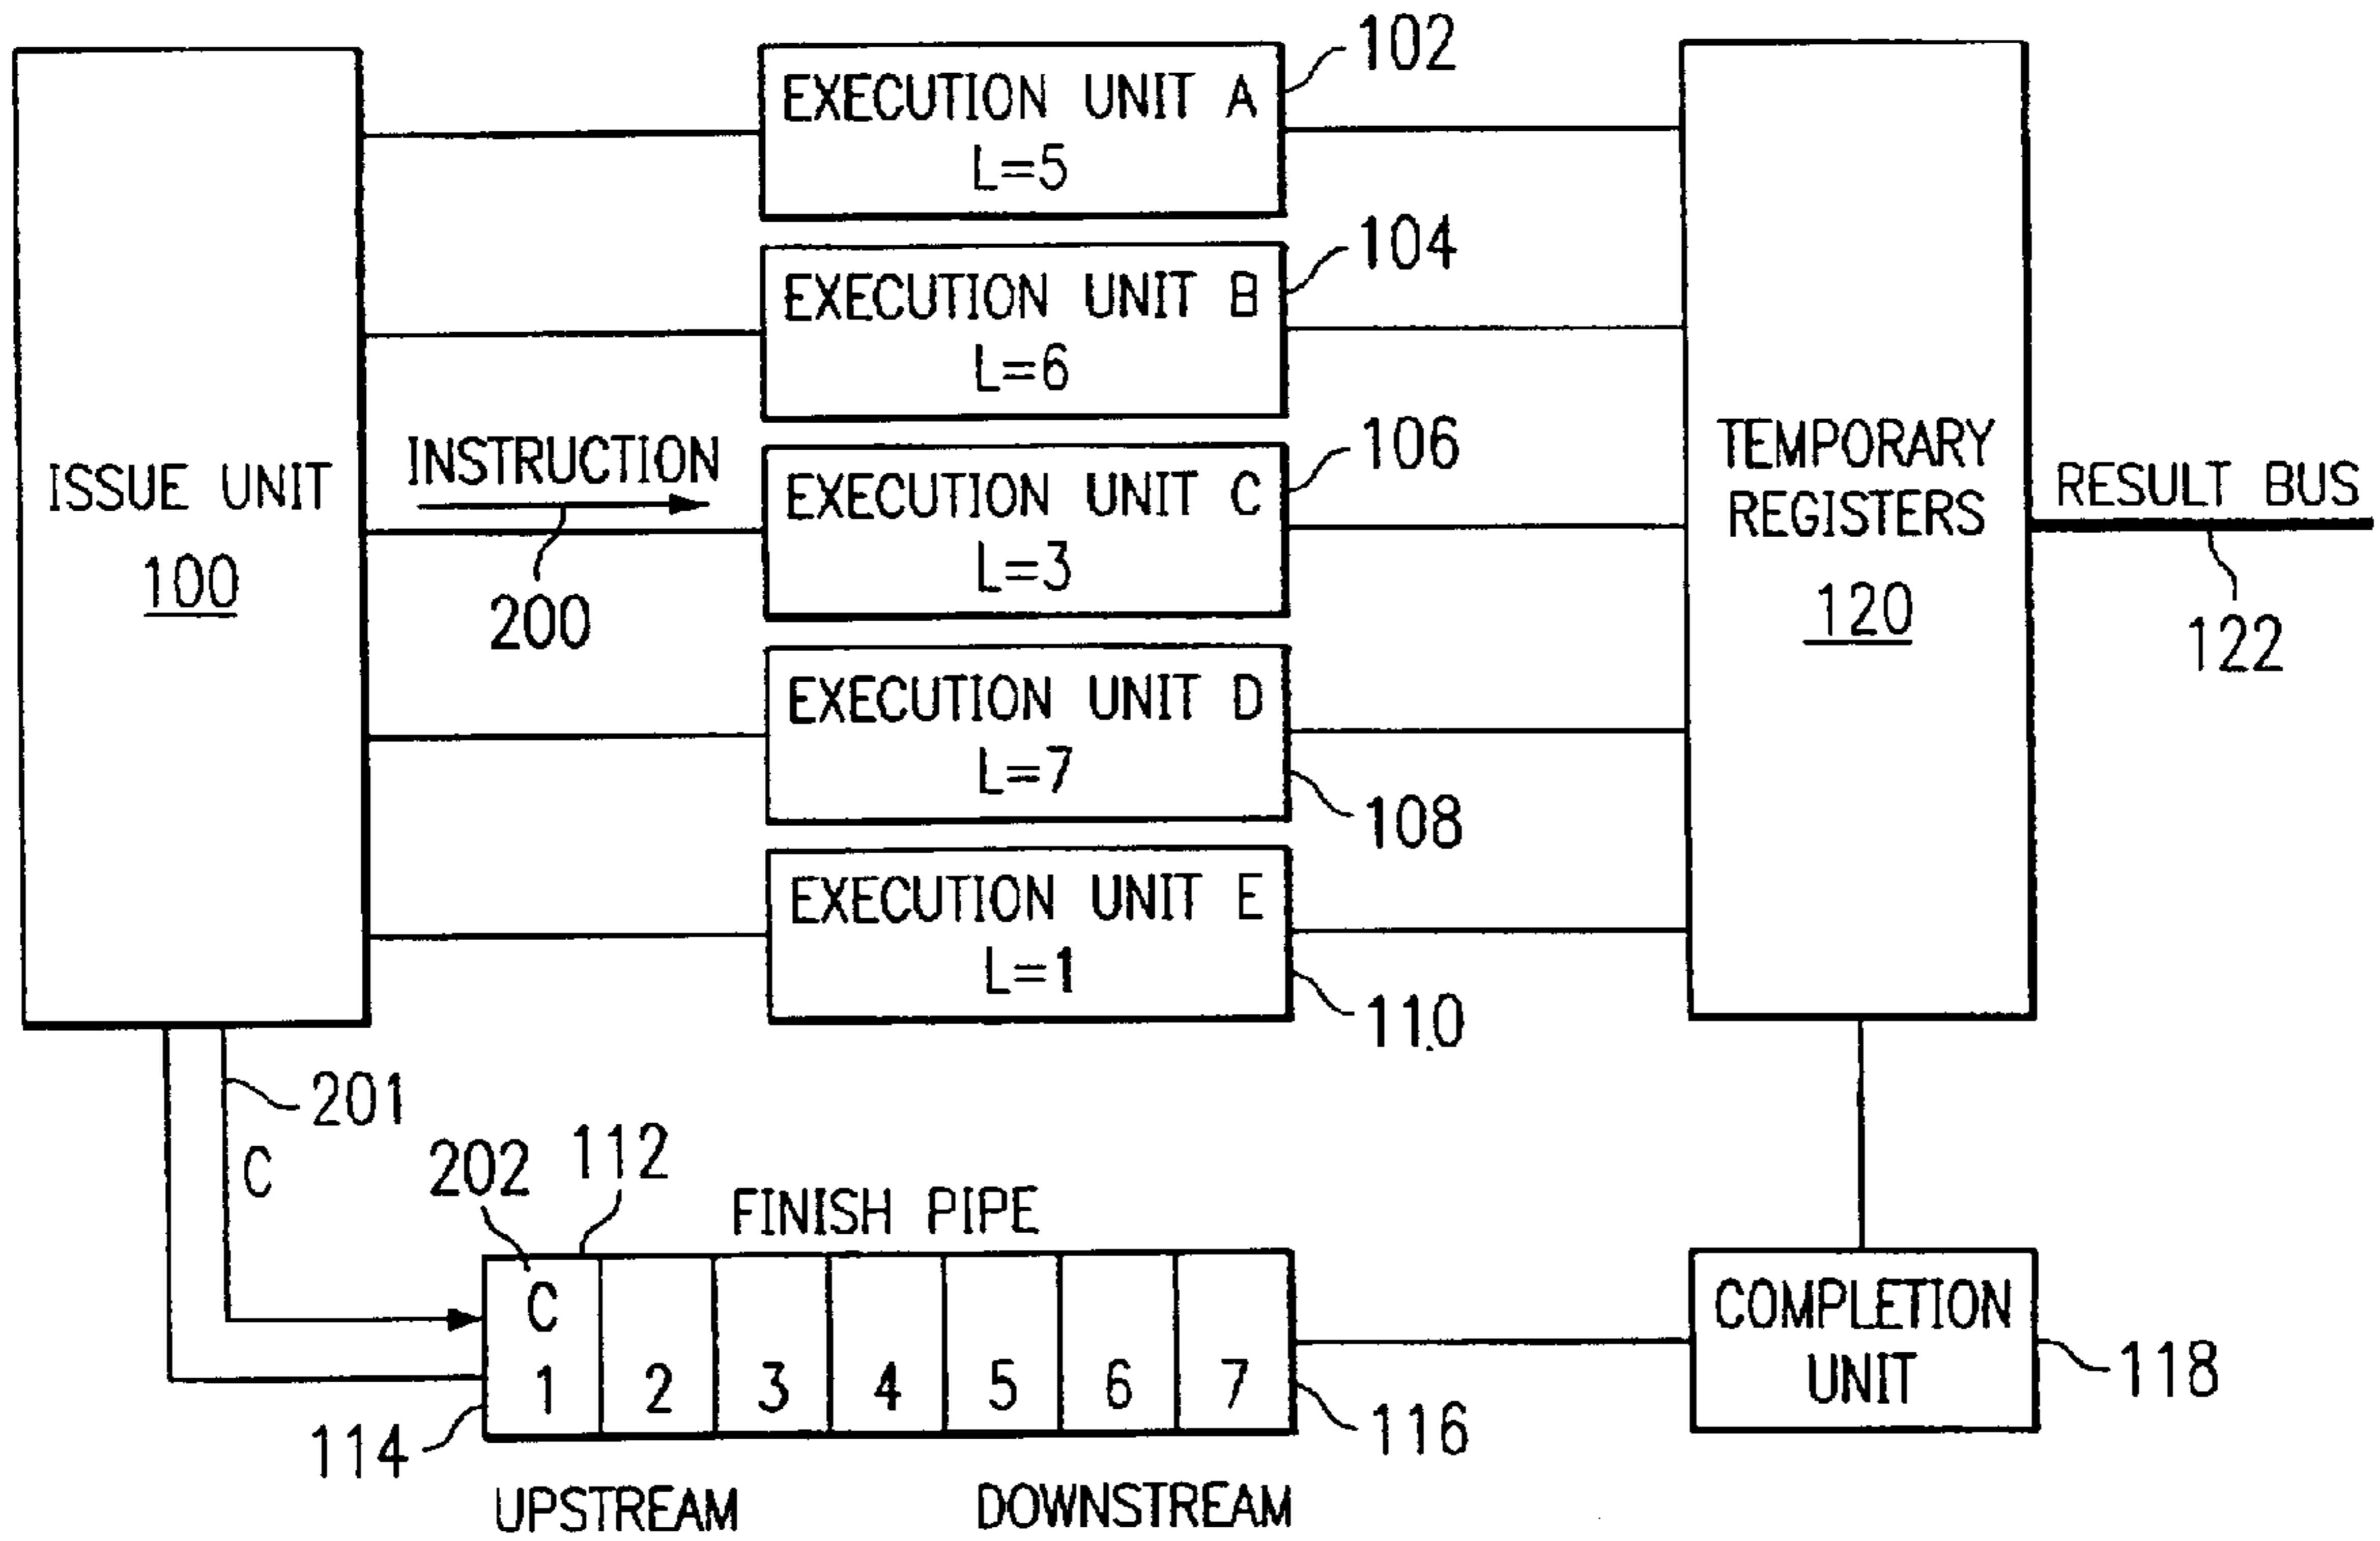 ISSUE UNIT
100
EXECUTION UNIT A
L=5
102
EXECUTION UNIT B
L=6
104
INSTRUCTION
200
EXECUTION UNIT C
L=3
106
EXECUTION UNIT D
L=7
108
EXECUTION UNIT E
L=1
110
TEMPORARY
REGISTERS
120
RESULT BUS
122
201
C
202
112
FINISH PIPE
C
1 2 3 4 5 6 7
114
116
UPSTREAM
DOWNSTREAM
COMPLETION
UNIT
118